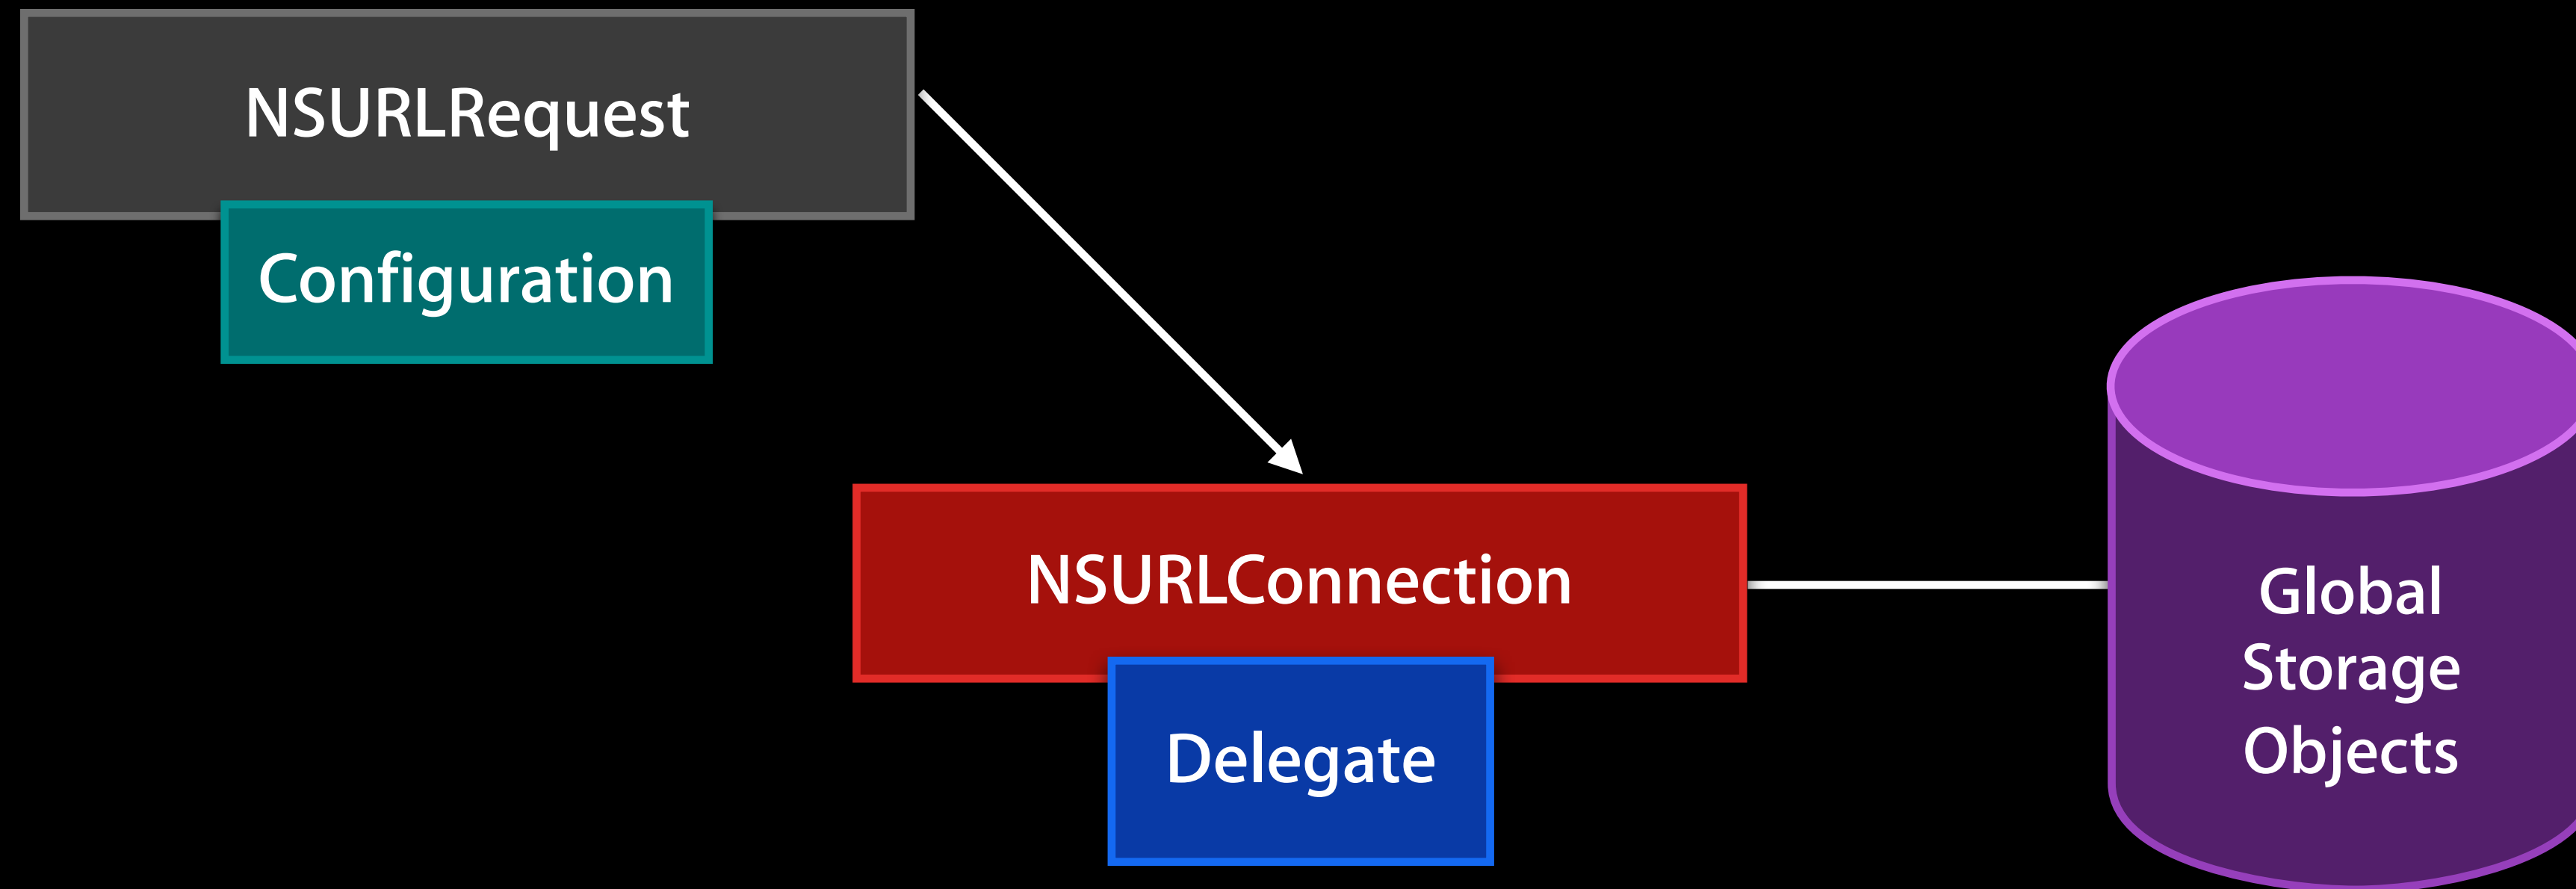 NSURLRequest
Configuration
NSURLConnection
Delegate
Global
Storage
Objects